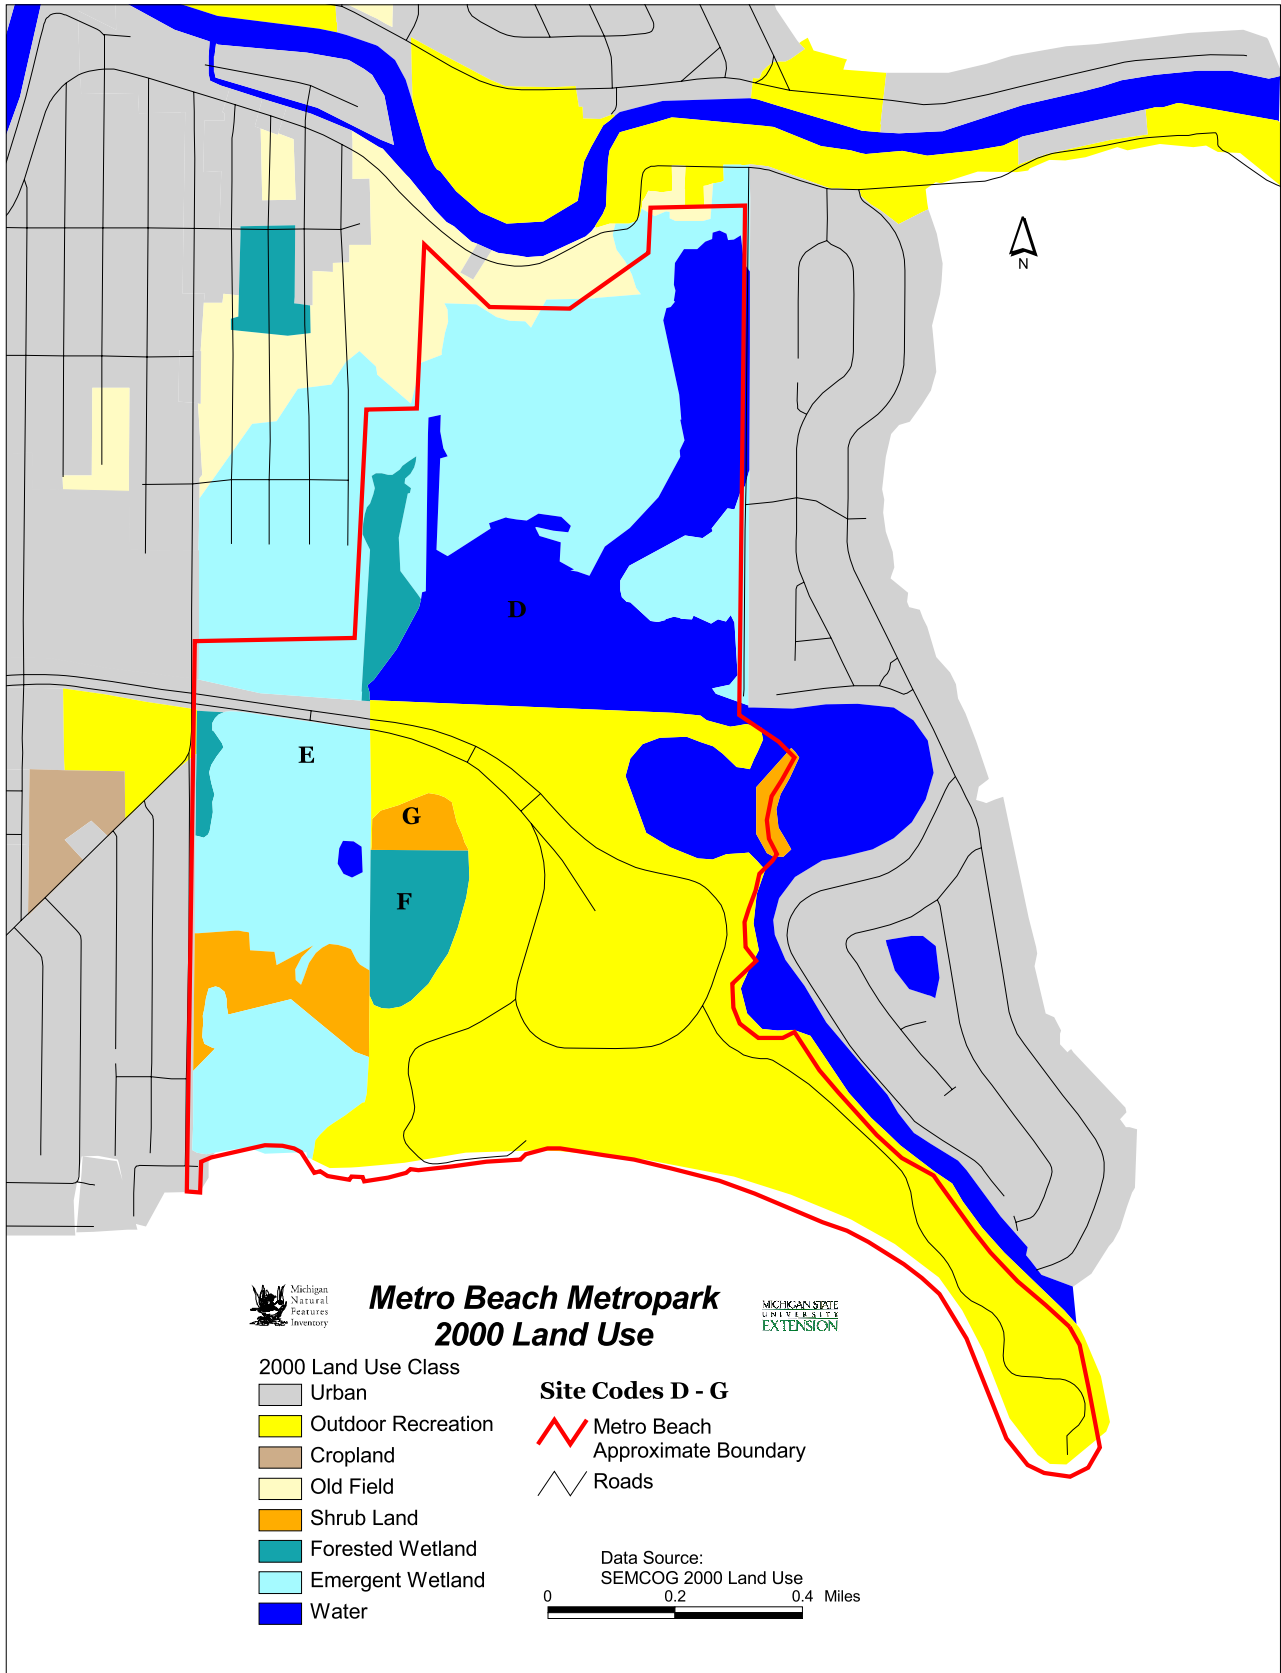 N
D
E
G
F
Michigan
Natural
Features
Inventory
Metro Beach Metropark
2000 Land Use
MICHIGAN STATE
UNIVERSITY
EXTENSION
2000 Land Use Class
Urban
Outdoor Recreation
Cropland
Old Field
Shrub Land
Forested Wetland
Emergent Wetland
Water
Site Codes D - G
Metro Beach
Approximate Boundary
Roads
Data Source:
SEMCOG 2000 Land Use
0 0.2 0.4 Miles